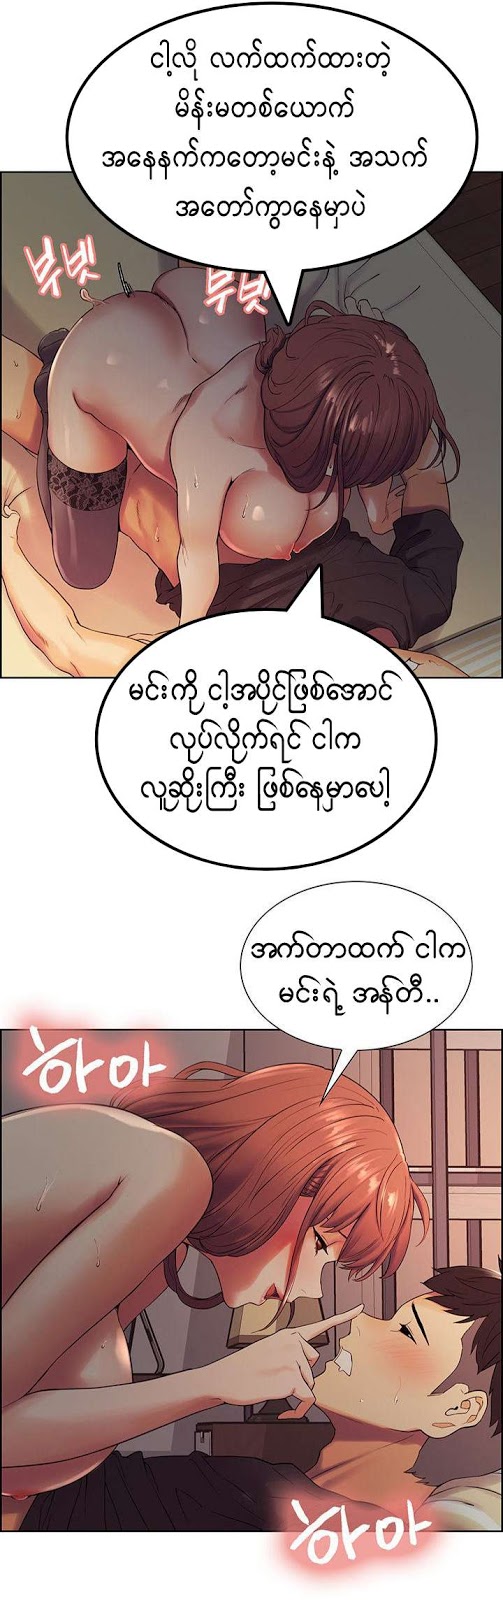 ငါ့လို လက်ထက်ထားတဲ့
မိန်းမတစ်ယောက်
အနေနက်ကတော့မင်းနဲ့ အသက်
အတော်ကွာနေမှာပဲ
북빗
북빗
မင်းကို ငါ့အပိုင်ဖြစ်အောင်
လုပ်လိုက်ရင် ငါက
လူဆိုးကြီး ဖြစ်နေမှာပေါ့
အက်တာထက် ငါက
မင်းရဲ့ အန်တီ..
하아
하아